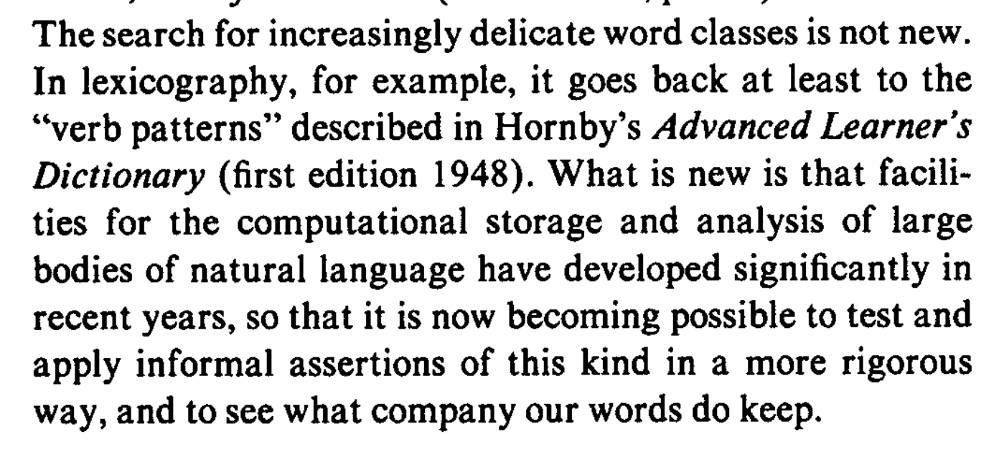 The search for increasingly delicate word classes is not new.
In lexicography, for example, it goes back at least to the
“verb patterns” described in Hornby’s Advanced Learner’s
Dictionary (first edition 1948). What is new is that facili-
ties for the computational storage and analysis of large
bodies of natural language have developed significantly in
recent years, so that it is now becoming possible to test and
apply informal assertions of this kind in a more rigorous
way, and to see what company our words do keep.